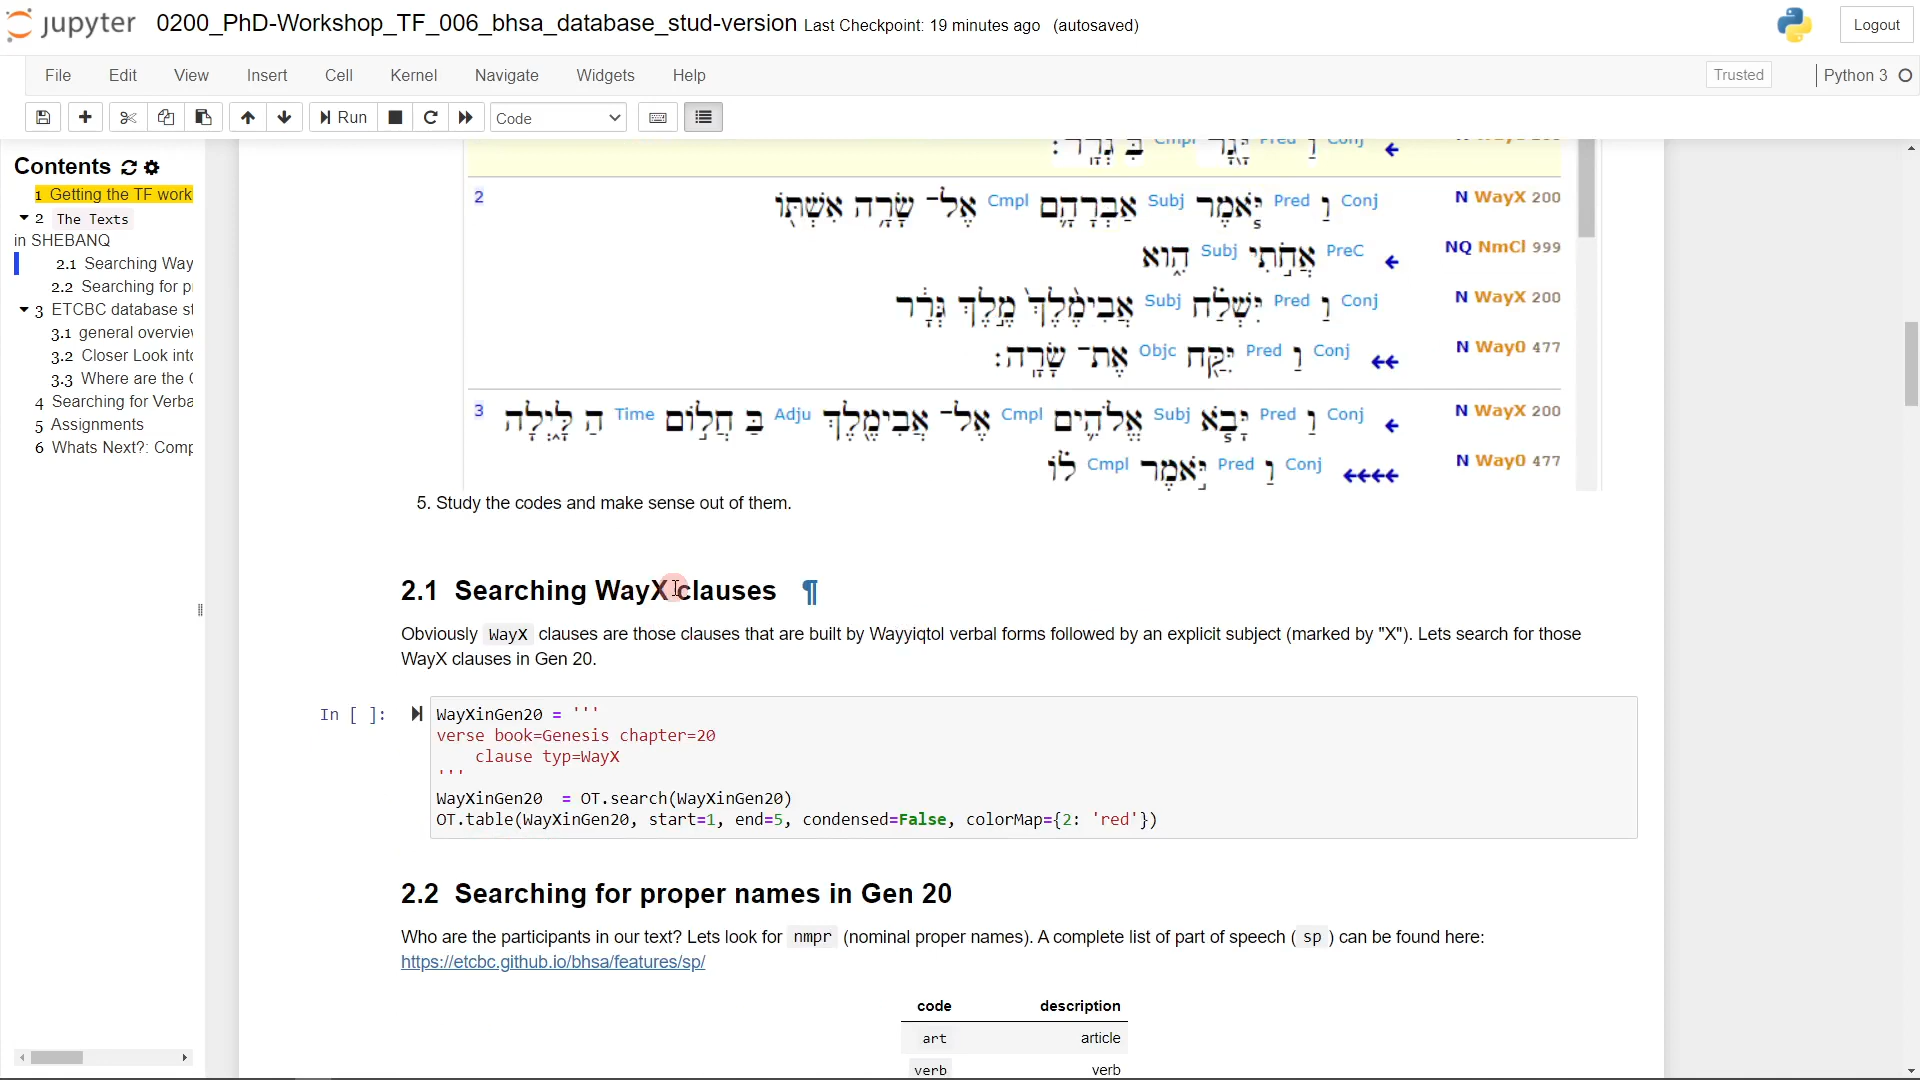 jupyter 0200_PhD-Workshop_TF_006_bhsa_database_stud-version Last Checkpoint: 19 minutes ago (autosaved) Logout
File Edit View Insert Cell Kernel Navigate Widgets Help Trusted Python 3
Run Code
Contents
1 Getting the TF work
2 The Texts
in SHEBANQ
2.1 Searching Way
2.2 Searching for p
3 ETCBC database st
3.1 general overview
3.2 Closer Look int
3.3 Where are the
4 Searching for Verba
5 Assignments
6 Whats Next?: Comp
וַ Pred יָּ֖גָר Conj Cmpl בִּ גְרָֽר׃
2 Conj וַ Pred יֹּ֧אמֶר Subj אַבְרָהָ֛ם Cmpl אֶל־ שָׂרָ֥ה אִשְׁתּ֖וֹ N WayX 200
PreC אֲחֹ֣תִי Subj הִ֑וא NQ NmCl 999
Conj וַ Pred יִּשְׁלַ֗ח Subj אֲבִימֶ֙לֶךְ֙ מֶ֣לֶךְ גְּרָ֔ר N WayX 200
Conj וַ Pred יִּקַּ֖ח Objc אֶת־ שָׂרָֽה׃ N Way0 477
3 Conj וַ Pred יָּבֹ֧א Subj אֱלֹהִ֛ים Cmpl אֶל־ אֲבִימֶ֖לֶךְ Adju בַּ חֲל֣וֹם Time הַ לָּ֑יְלָה N WayX 200
Conj וַ Pred יֹּ֣אמֶר Cmpl ל֗וֹ N Way0 477
5. Study the codes and make sense out of them.
2.1 Searching WayX clauses ¶
Obviously WayX clauses are those clauses that are built by Wayyiqtol verbal forms followed by an explicit subject (marked by "X"). Lets search for those
WayX clauses in Gen 20.
In [ ]: WayXinGen20 = '''
verse book=Genesis chapter=20
clause typ=WayX
'''
WayXinGen20 = OT.search(WayXinGen20)
OT.table(WayXinGen20, start=1, end=5, condensed=False, colorMap={2: 'red'})
2.2 Searching for proper names in Gen 20
Who are the participants in our text? Lets look for nmpr (nominal proper names). A complete list of part of speech ( sp ) can be found here:
https://etcbc.github.io/bhsa/features/sp/
code description
art article
verb verb